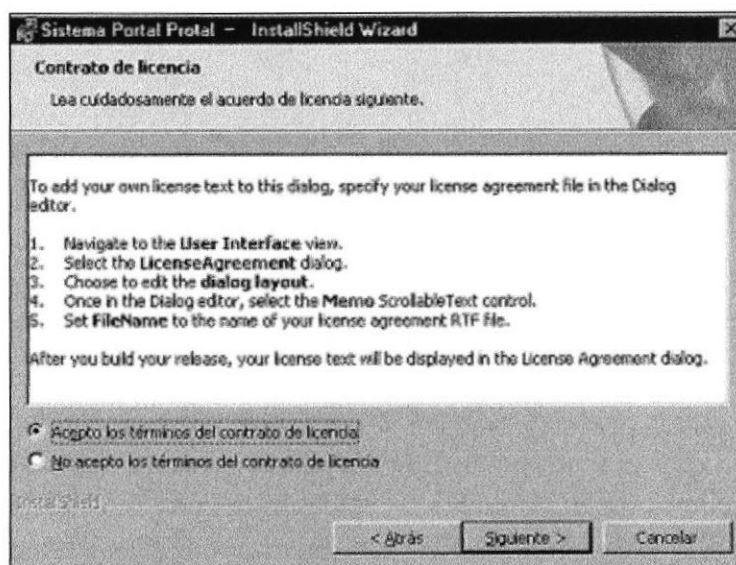 Sistema Portal Protal - InstallShield Wizard
Contrato de licencia
Lea cuidadosamente el acuerdo de licencia siguiente.
To add your own license text to this dialog, specify your license agreement file in the Dialog
editor.
1. Navigate to the User Interface view.
2. Select the LicenseAgreement dialog.
3. Choose to edit the dialog layout.
4. Once in the Dialog editor, select the Memo ScrollableText control.
5. Set FileName to the name of your license agreement RTF file.
After you build your release, your license text will be displayed in the License Agreement dialog.
Acepto los términos del contrato de licencia
No acepto los términos del contrato de licencia
InstallShield
< Atrás Siguiente > Cancelar